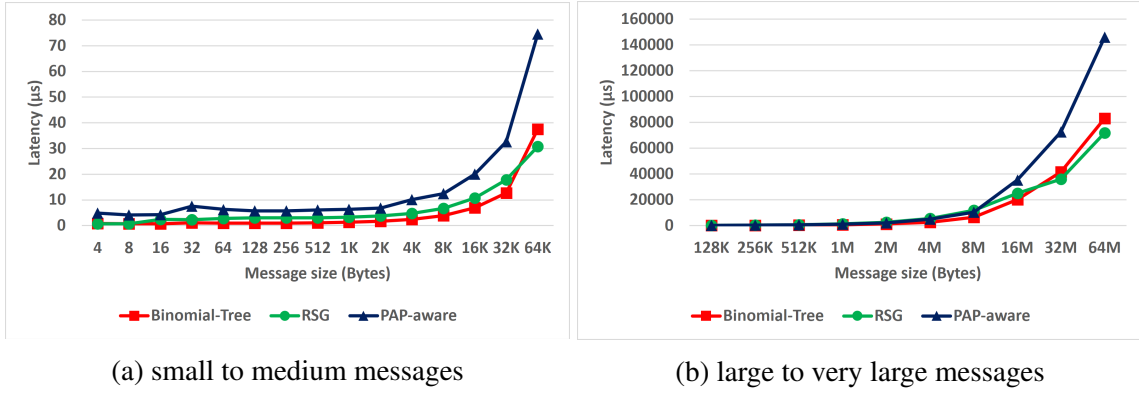 80
70
60
50
40
30
20
10
0
Latency (µs)
4 8 16 32 64 128 256 512 1K 2K 4K 8K 16K 32K 64K
Message size (Bytes)
Binomial-Tree RSG PAP-aware
(a) small to medium messages
160000
140000
120000
100000
80000
60000
40000
20000
0
Latency (µs)
128K 256K 512K 1M 2M 4M 8M 16M 32M 64M
Message size (Bytes)
Binomial-Tree RSG PAP-aware
(b) large to very large messages